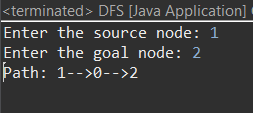 <terminated> DFS [Java Application]
Enter the source node: 1
Enter the goal node: 2
Path: 1-->0-->2